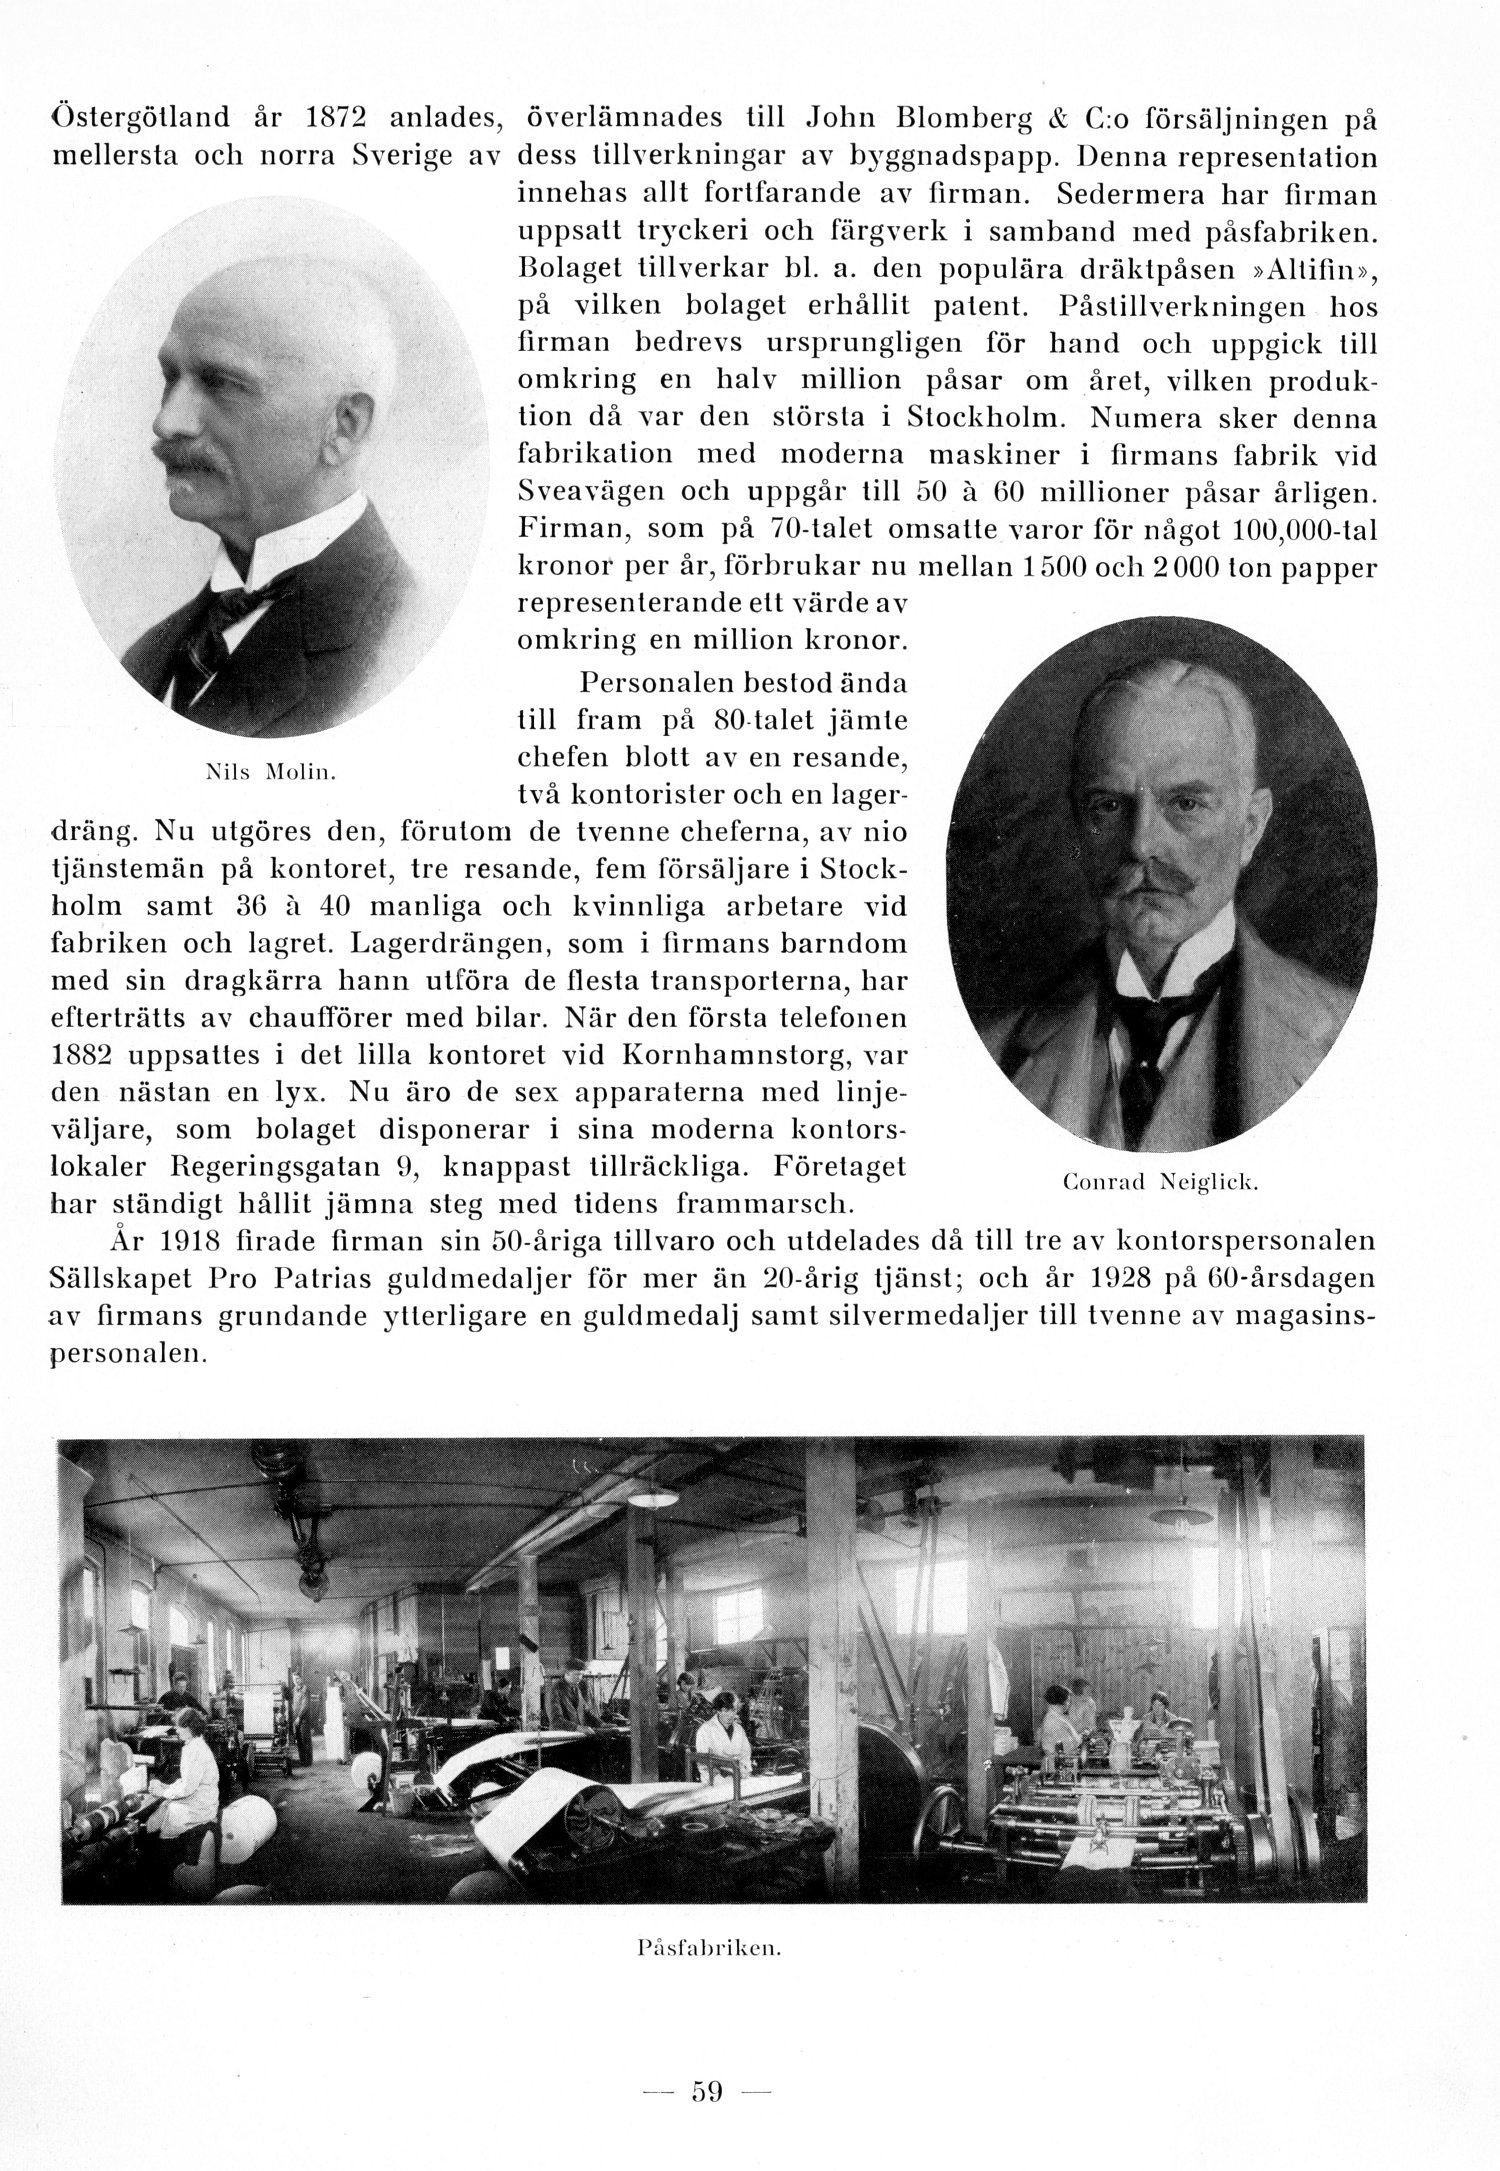 Östergötland år 1872 anlades, överlämnades till John Blomberg & C:o försäljningen på
mellersta och norra Sverige av dess tillverkningar av byggnadspapp. Denna representation
innehas allt fortfarande av firman. Sedermera har firman
uppsatt tryckeri och färgverk i samband med påsfabriken.
Bolaget tillverkar bl. a. den populära dräktpåsen »Altifin»,
på vilken bolaget erhållit patent. Påstillverkningen hos
firman bedrevs ursprungligen för hand och uppgick till
omkring en halv million påsar om året, vilken produk-
tion då var den största i Stockholm. Numera sker denna
fabrikation med moderna maskiner i firmans fabrik vid
Sveavägen och uppgår till 50 à 60 millioner påsar årligen.
Firman, som på 70-talet omsatte varor för något 100,000-tal
kronor per år, förbrukar nu mellan 1500 och 2000 ton papper
representerande ett värde av
omkring en million kronor.
Personalen bestod ända
till fram på 80-talet jämte
chefen blott av en resande,
två kontorister och en lager-
Nils Molin.
dräng. Nu utgöres den, förutom de tvenne cheferna, av nio
tjänstemän på kontoret, tre resande, fem försäljare i Stock-
holm samt 36 à 40 manliga och kvinnliga arbetare vid
fabriken och lagret. Lagerdrängen, som i firmans barndom
med sin dragkärra hann utföra de flesta transporterna, har
efterträtts av chaufförer med bilar. När den första telefonen
1882 uppsattes i det lilla kontoret vid Kornhamnstorg, var
den nästan en lyx. Nu äro de sex apparaterna med linje-
väljare, som bolaget disponerar i sina moderna kontors-
lokaler Regeringsgatan 9, knappast tillräckliga. Företaget
har ständigt hållit jämna steg med tidens frammarsch.
Conrad Neiglick.
År 1918 firade firman sin 50-åriga tillvaro och utdelades då till tre av kontorspersonalen
Sällskapet Pro Patrias guldmedaljer för mer än 20-årig tjänst; och år 1928 på 60-årsdagen
av firmans grundande ytterligare en guldmedalj samt silvermedaljer till tvenne av magasins-
personalen.
Påsfabriken.
— 59 —